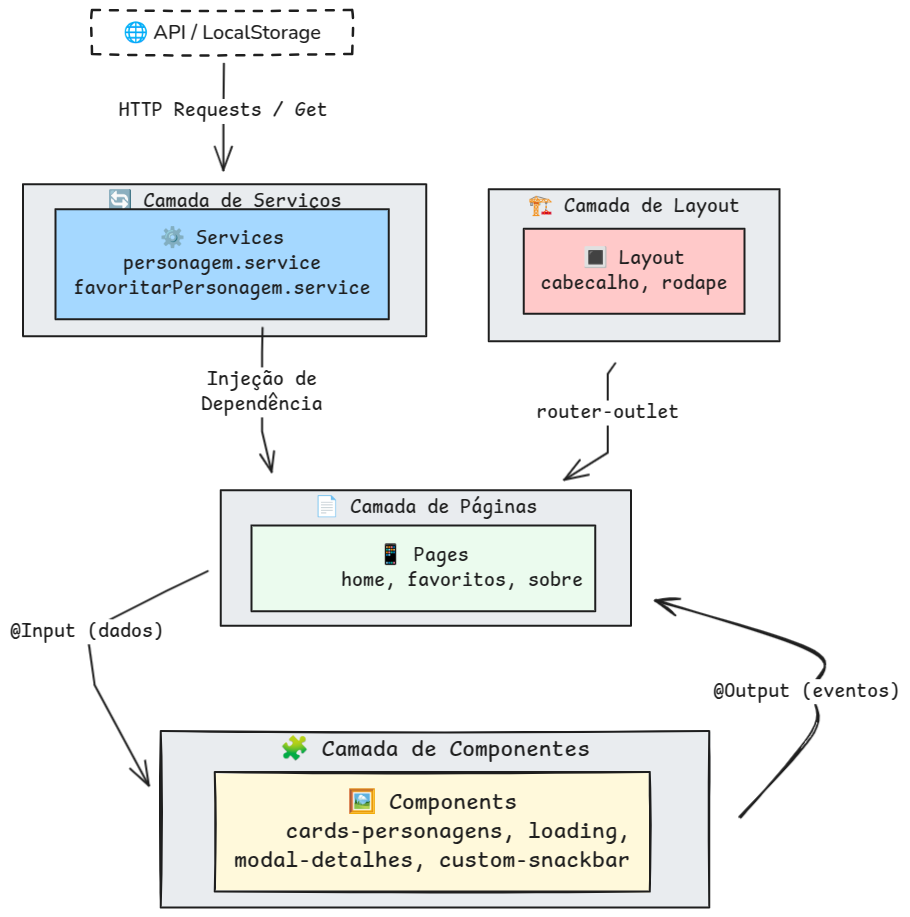 🌐 API / LocalStorage
HTTP Requests / Get
🔄 Camada de Serviços
⚙️ Services
personagem.service
favoritarPersonagem.service
🏗️ Camada de Layout
🔳 Layout
cabecalho, rodape
Injeção de
Dependência
router-outlet
📄 Camada de Páginas
📱 Pages
home, favoritos, sobre
@Input (dados)
@Output (eventos)
🧩 Camada de Componentes
🖼️ Components
cards-personagens, loading,
modal-detalhes, custom-snackbar